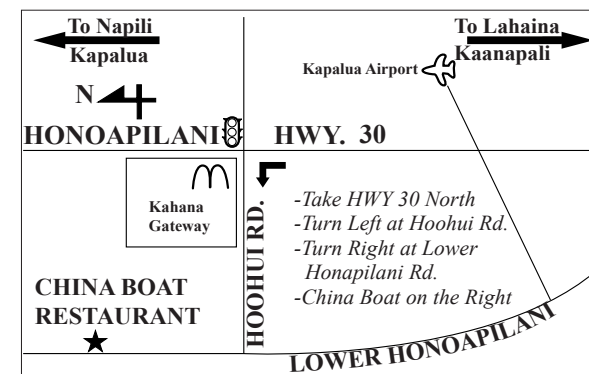 To Napili
Kapalua
To Lahaina
Kaanapali
Kapalua Airport
N
HONOAPILANI HWY. 30
Kahana
Gateway
HOOHUI RD.
-Take HWY 30 North
-Turn Left at Hoohui Rd.
-Turn Right at Lower
Honapilani Rd.
-China Boat on the Right
CHINA BOAT
RESTAURANT
LOWER HONOAPILANI